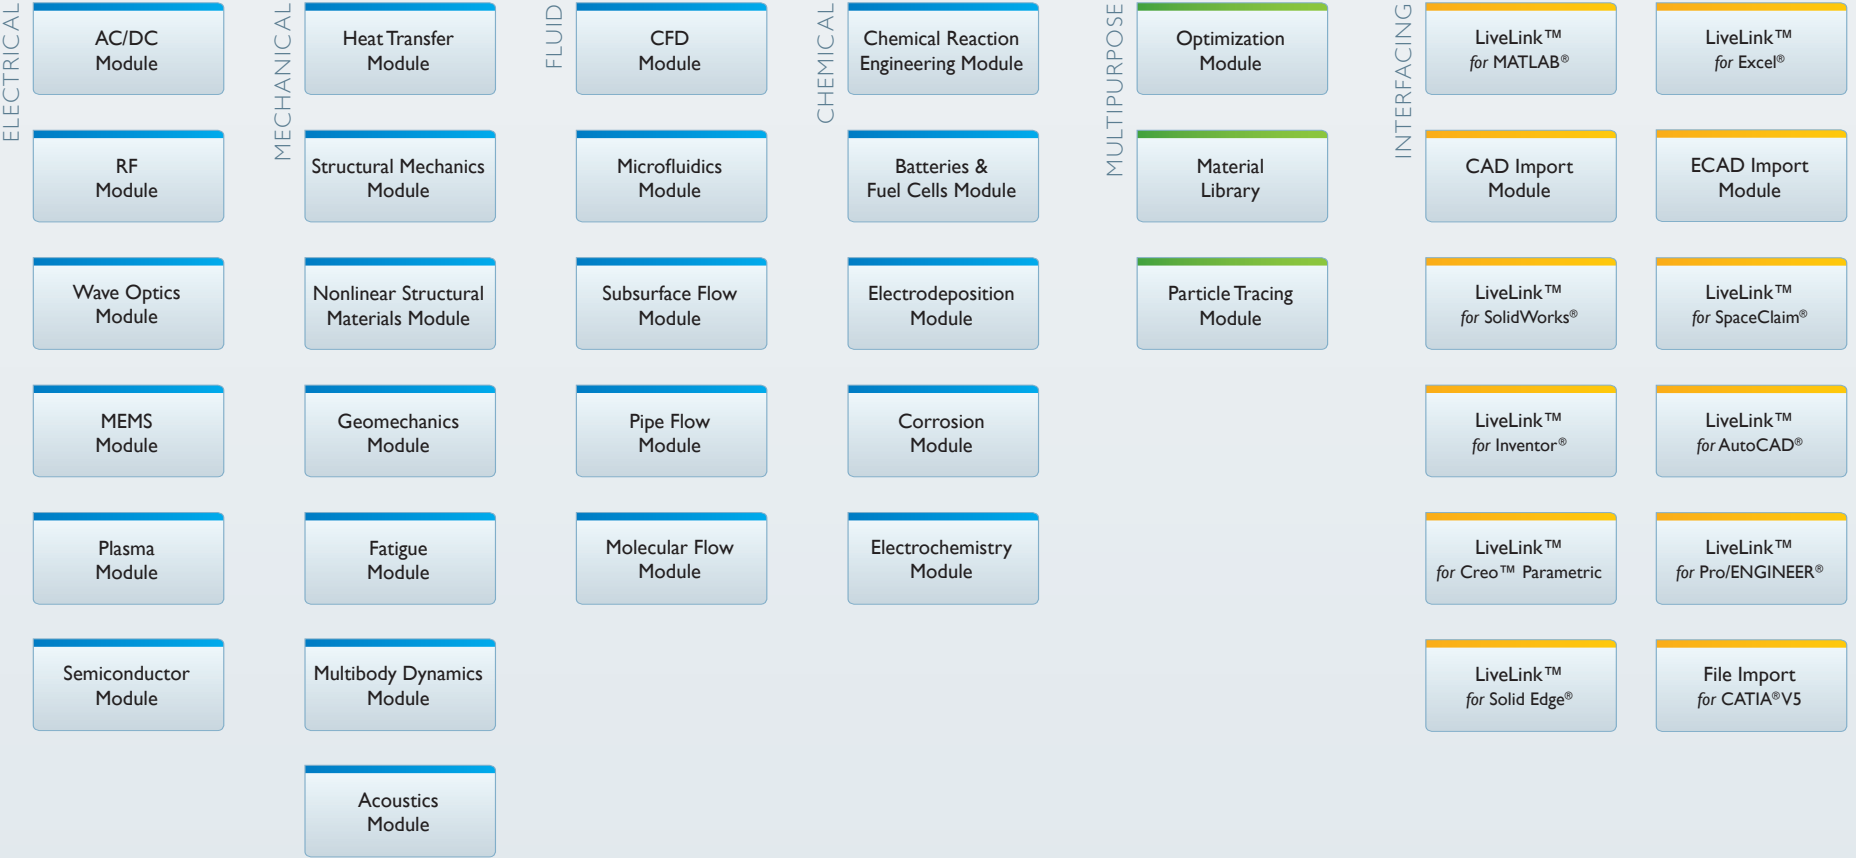 ELECTRICAL
AC/DC
Module
RF
Module
Wave Optics
Module
MEMS
Module
Plasma
Module
Semiconductor
Module
MECHANICAL
Heat Transfer
Module
Structural Mechanics
Module
Nonlinear Structural
Materials Module
Geomechanics
Module
Fatigue
Module
Multibody Dynamics
Module
Acoustics
Module
FLUID
CFD
Module
Microfluidics
Module
Subsurface Flow
Module
Pipe Flow
Module
Molecular Flow
Module
CHEMICAL
Chemical Reaction
Engineering Module
Batteries &
Fuel Cells Module
Electrodeposition
Module
Corrosion
Module
Electrochemistry
Module
MULTIPURPOSE
Optimization
Module
Material
Library
Particle Tracing
Module
INTERFACING
LiveLink™
for MATLAB®
LiveLink™
for Excel®
CAD Import
Module
ECAD Import
Module
LiveLink™
for SolidWorks®
LiveLink™
for SpaceClaim®
LiveLink™
for Inventor®
LiveLink™
for AutoCAD®
LiveLink™
for Creo™ Parametric
LiveLink™
for Pro/ENGINEER®
LiveLink™
for Solid Edge®
File Import
for CATIA® V5